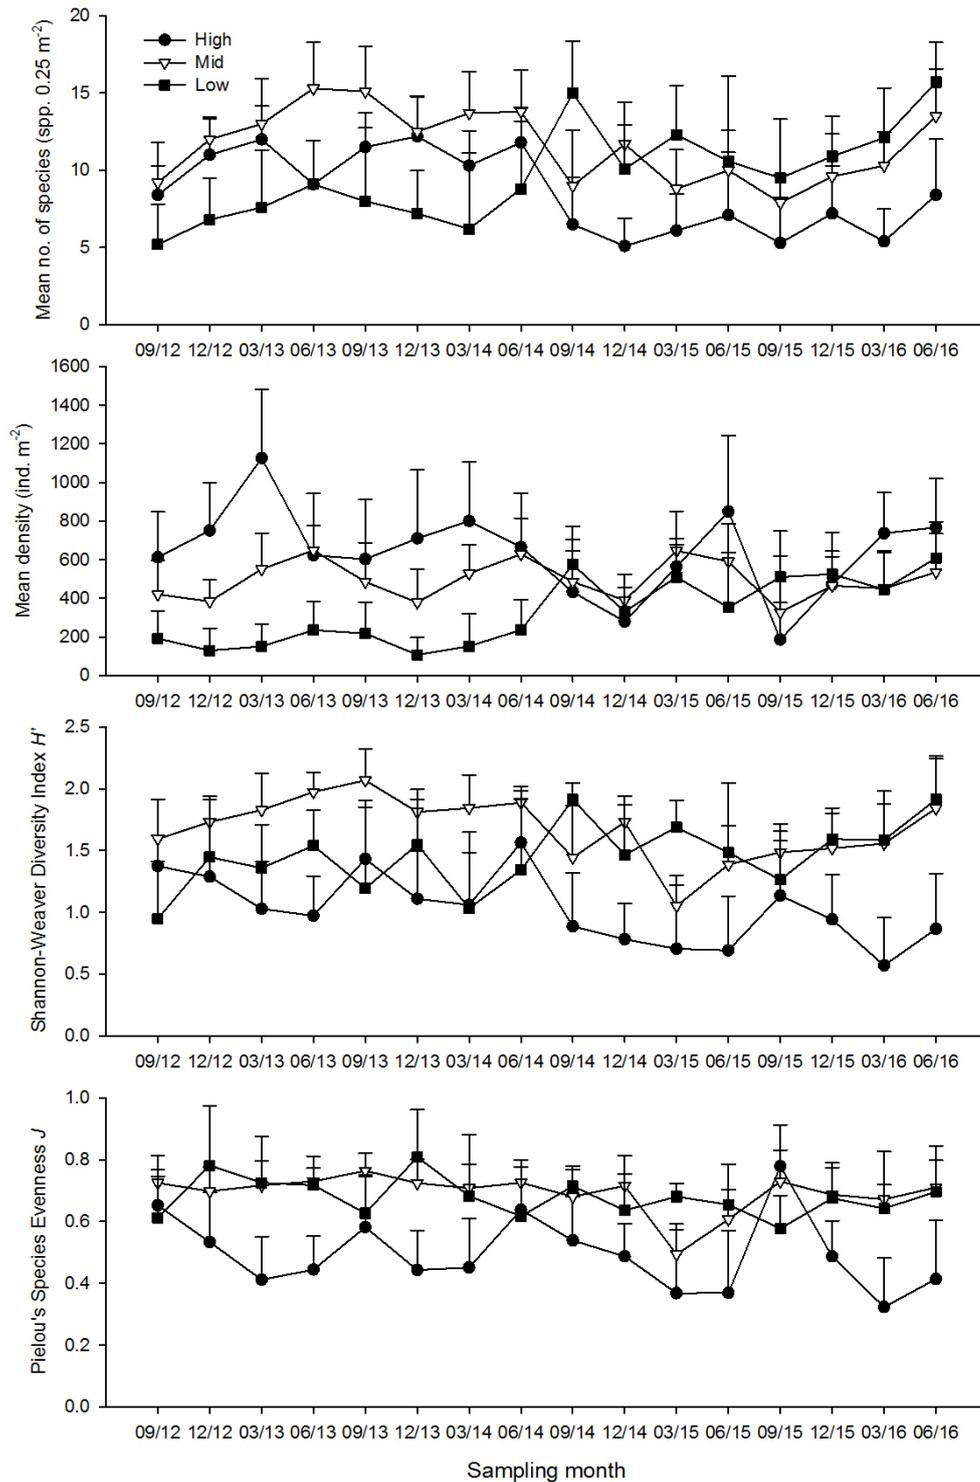 Mean no. of species (spp. 0.25 m-2)
20
15
10
5
0
High
Mid
Low
09/12 12/12 03/13 06/13 09/13 12/13 03/14 06/14 09/14 12/14 03/15 06/15 09/15 12/15 03/16 06/16
Mean density (ind. m-2)
1600
1400
1200
1000
800
600
400
200
0
09/12 12/12 03/13 06/13 09/13 12/13 03/14 06/14 09/14 12/14 03/15 06/15 09/15 12/15 03/16 06/16
Shannon-Weaver Diversity Index H'
2.5
2.0
1.5
1.0
0.5
0.0
09/12 12/12 03/13 06/13 09/13 12/13 03/14 06/14 09/14 12/14 03/15 06/15 09/15 12/15 03/16 06/16
Pielou's Species Evenness J
1.0
0.8
0.6
0.4
0.2
0.0
09/12 12/12 03/13 06/13 09/13 12/13 03/14 06/14 09/14 12/14 03/15 06/15 09/15 12/15 03/16 06/16
Sampling month